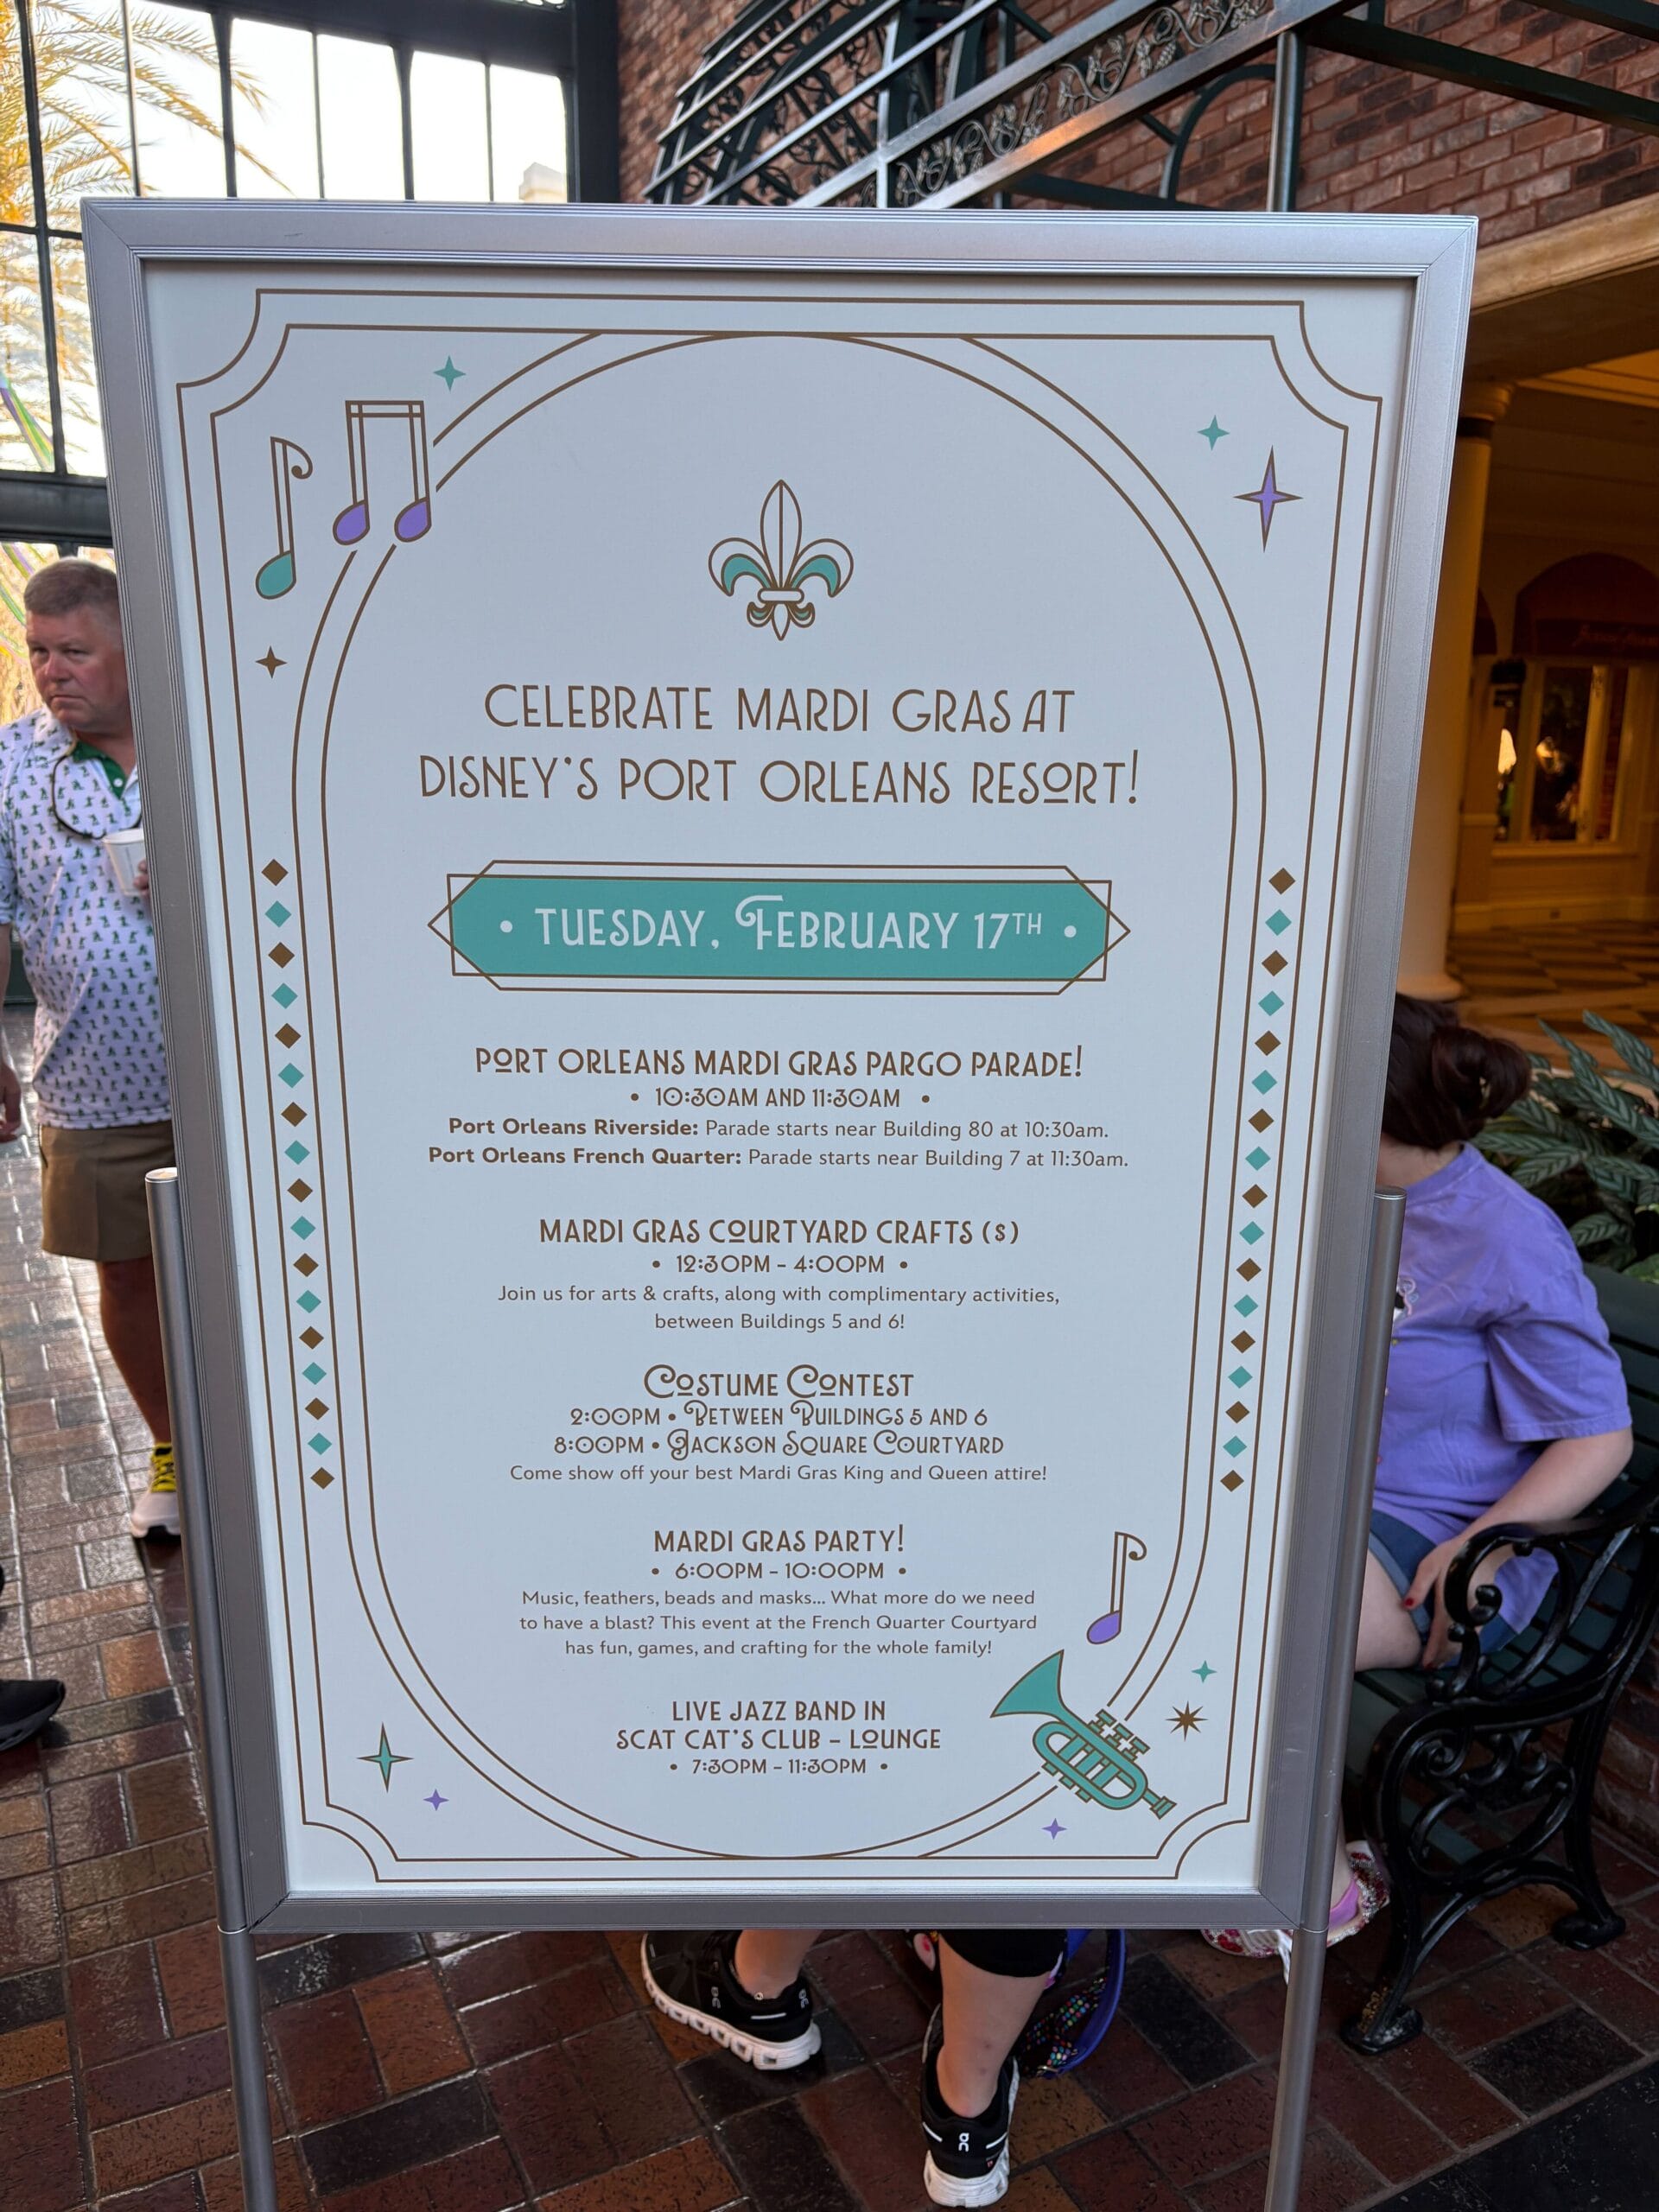 CELEBRATE MARDI GRAS AT
DISNEY'S PORT ORLEANS RESORT!
• TUESDAY, FEBRUARY 17TH •
PORT ORLEANS MARDI GRAS PARGO PARADE!
• 10:30AM AND 11:30AM •
Port Orleans Riverside: Parade starts near Building 80 at 10:30am.
Port Orleans French Quarter: Parade starts near Building 7 at 11:30am.
MARDI GRAS COURTYARD CRAFTS ($)
• 12:30PM - 4:00PM •
Join us for arts & crafts, along with complimentary activities,
between Buildings 5 and 6!
COSTUME CONTEST
2:00PM • BETWEEN BUILDINGS 5 AND 6
8:00PM • JACKSON SQUARE COURTYARD
Come show off your best Mardi Gras King and Queen attire!
MARDI GRAS PARTY!
• 6:00PM - 10:00PM •
Music, feathers, beads and masks... What more do we need
to have a blast? This event at the French Quarter Courtyard
has fun, games, and crafting for the whole family!
LIVE JAZZ BAND IN
SCAT CAT'S CLUB - LOUNGE
• 7:30PM - 11:30PM •